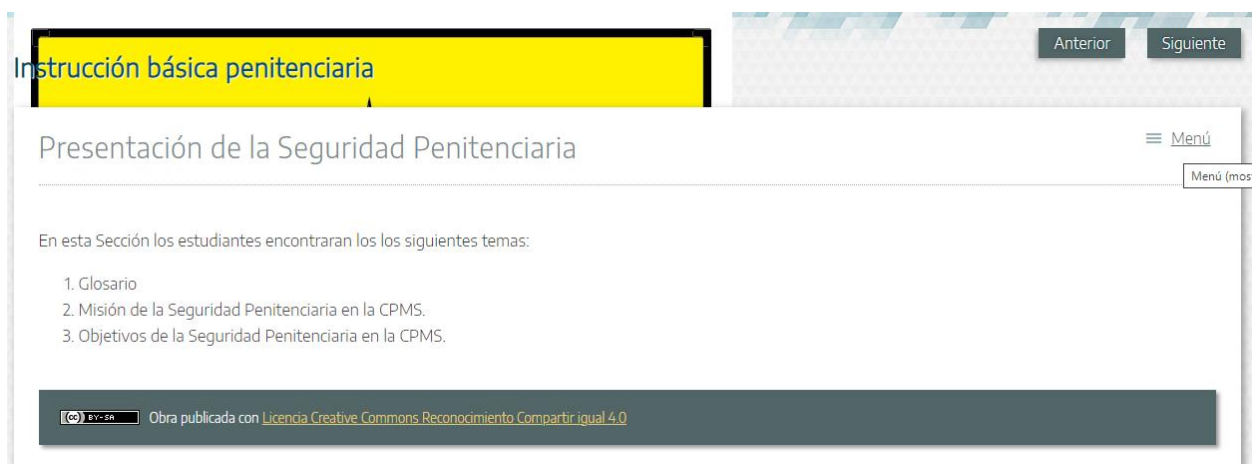 Anterior
Siguiente
Instrucción básica penitenciaria
Presentación de la Seguridad Penitenciaria
Menú
Menú (mos
En esta Sección los estudiantes encontraran los los siguientes temas:
1. Glosario
2. Misión de la Seguridad Penitenciaria en la CPMS.
3. Objetivos de la Seguridad Penitenciaria en la CPMS.
(cc) BY-SA Obra publicada con Licencia Creative Commons Reconocimiento Compartir igual 4.0